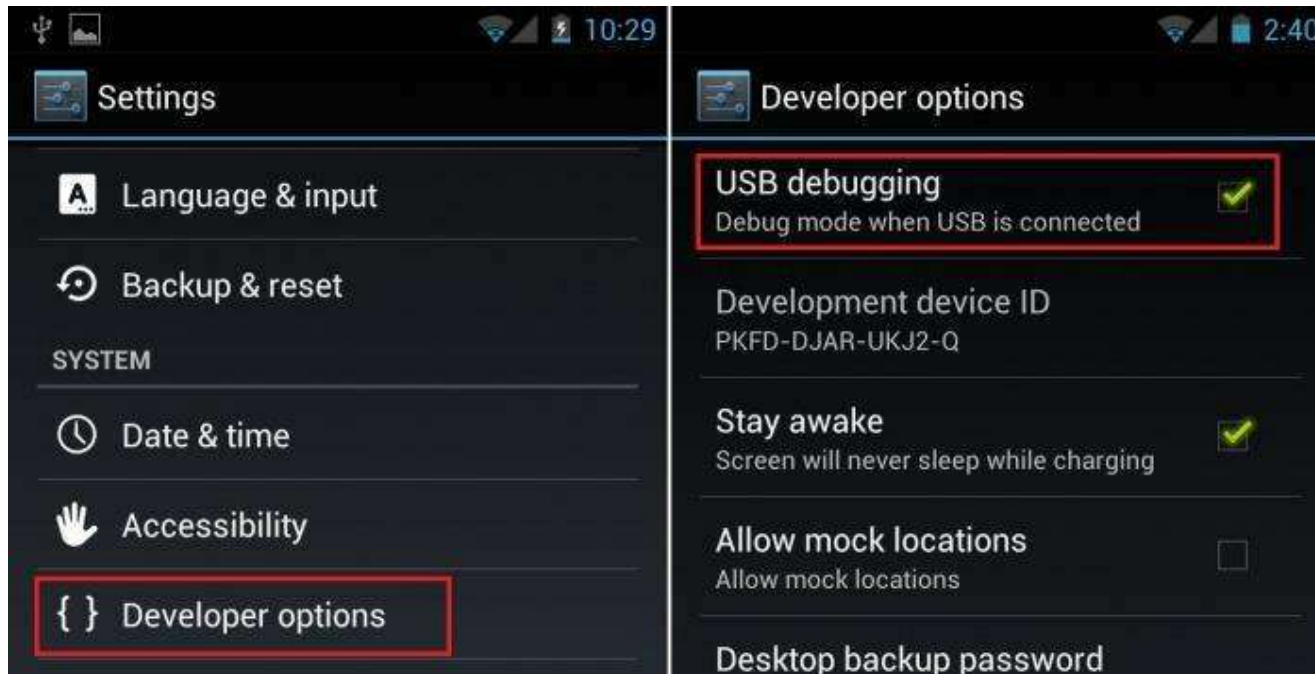 10:29
Settings
Language & input
Backup & reset
SYSTEM
Date & time
Accessibility
{ } Developer options
2:40
Developer options
USB debugging
Debug mode when USB is connected
Development device ID
PKFD-DJAR-UKJ2-Q
Stay awake
Screen will never sleep while charging
Allow mock locations
Allow mock locations
Desktop backup password